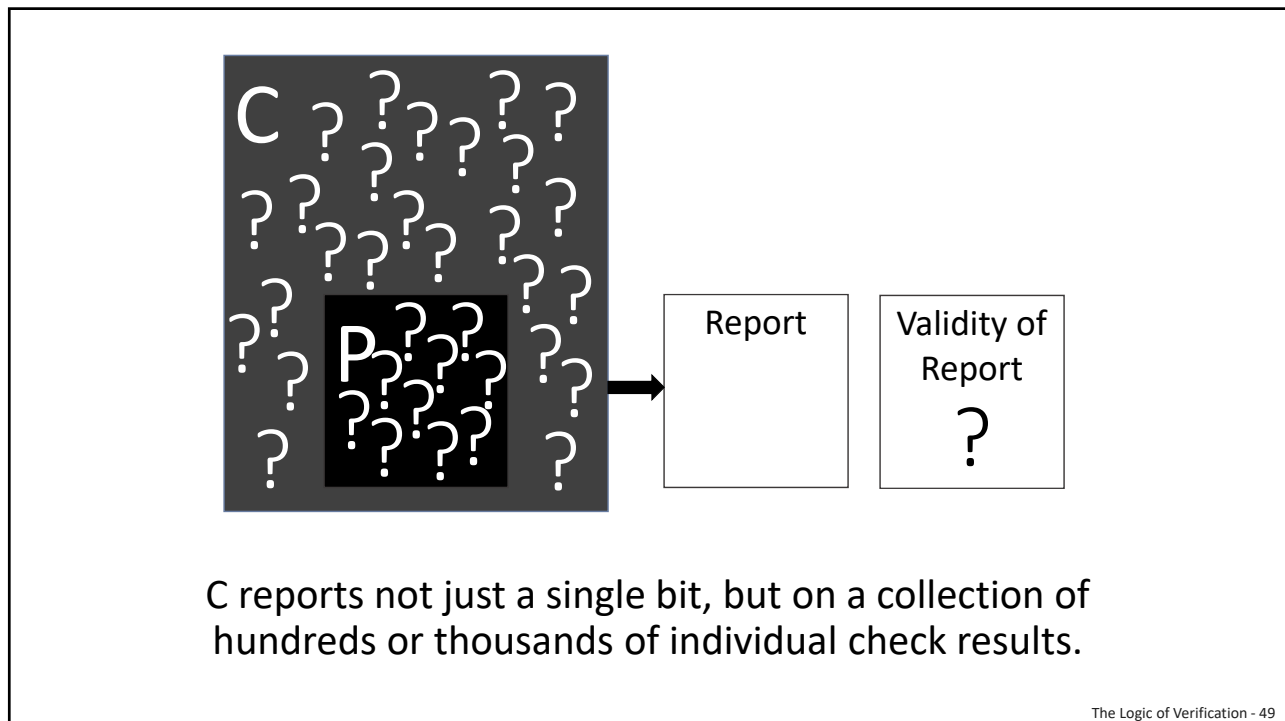 C ? ? ? ? ? ?
? ? ?
? ? ? ?
? ? ? ?
? ?
?
?
?
? ?
?
?
P ? ?
? ? ?
? ? ?
? ?
Report
Validity of
Report
?
C reports not just a single bit, but on a collection of
hundreds or thousands of individual check results.
The Logic of Verification - 49